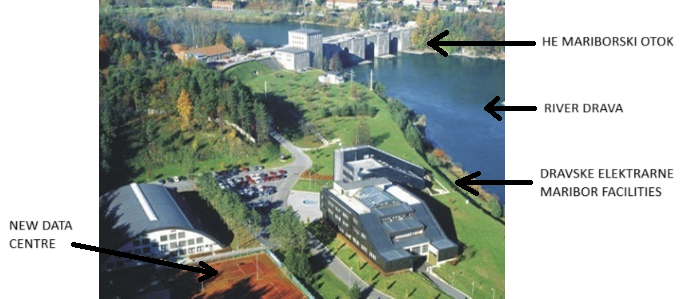 HE MARIBORSKI OTOK
RIVER DRAVA
DRAVSKE ELEKTRARNE
MARIBOR FACILITIES
NEW DATA
CENTRE